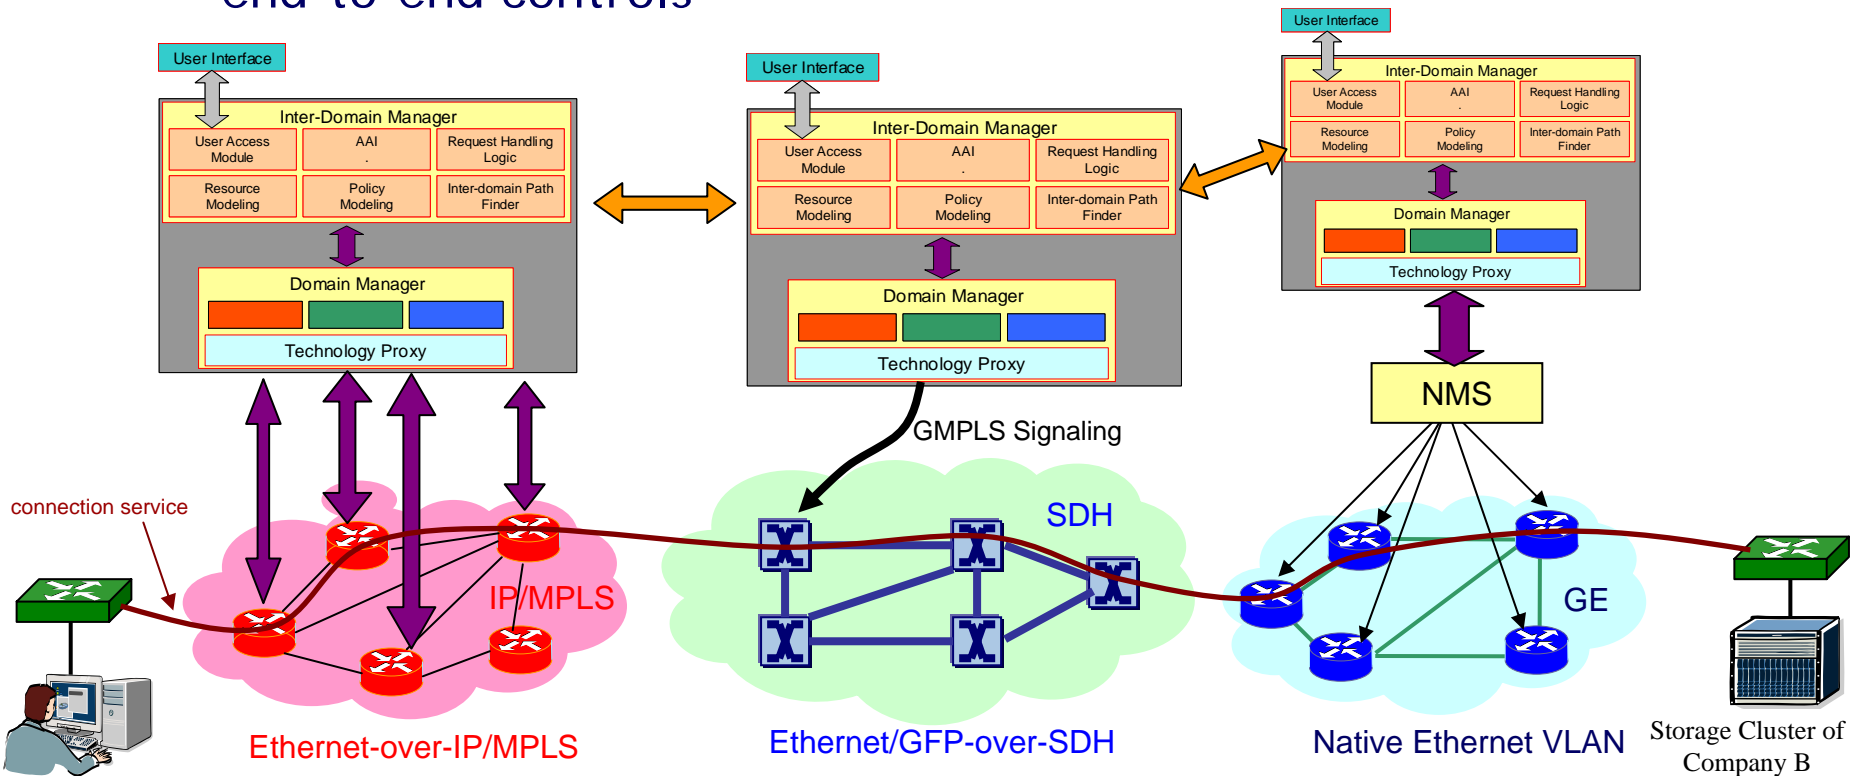 end-to-end controls
User Interface
Inter-Domain Manager
User Access
Module
AAI
.
Request Handling
Logic
Resource
Modeling
Policy
Modeling
Inter-domain Path
Finder
Domain Manager
Technology Proxy
User Interface
Inter-Domain Manager
User Access
Module
AAI
.
Request Handling
Logic
Resource
Modeling
Policy
Modeling
Inter-domain Path
Finder
Domain Manager
Technology Proxy
User Interface
Inter-Domain Manager
User Access
Module
AAI
.
Request Handling
Logic
Resource
Modeling
Policy
Modeling
Inter-domain Path
Finder
Domain Manager
Technology Proxy
NMS
GMPLS Signaling
connection service
IP/MPLS
SDH
GE
Ethernet-over-IP/MPLS
Ethernet/GFP-over-SDH
Native Ethernet VLAN
Storage Cluster of
Company B